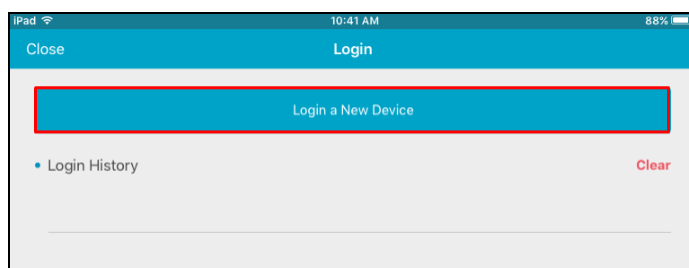 iPad 10:41 AM 88%
Close Login
Login a New Device
• Login History Clear